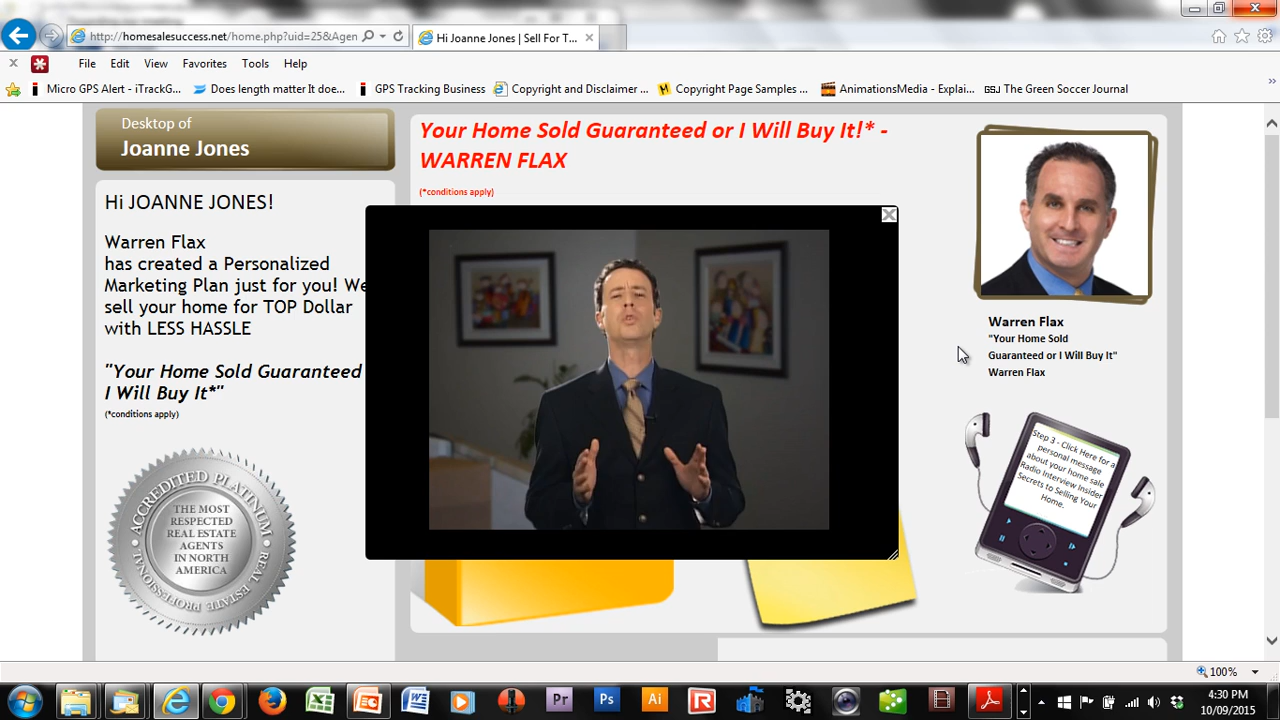 http://homesalesuccess.net/home.php?uid=25&Agen
Hi Joanne Jones | Sell For T...
File Edit View Favorites Tools Help
Micro GPS Alert - iTrackG... Does length matter It doe... GPS Tracking Business Copyright and Disclaimer ... Copyright Page Samples ... AnimationsMedia - Explai... GSJ The Green Soccer Journal
Desktop of
Joanne Jones
Hi JOANNE JONES!
Warren Flax
has created a Personalized
Marketing Plan just for you! We
sell your home for TOP Dollar
with LESS HASSLE
"Your Home Sold Guaranteed
I Will Buy It*"
(*conditions apply)
ACCREDITED PLATINUM
THE MOST
RESPECTED
REAL ESTATE
AGENTS
IN NORTH
AMERICA
REAL ESTATE PROFESSIONAL
Your Home Sold Guaranteed or I Will Buy It!* -
WARREN FLAX
(*conditions apply)
Warren Flax
"Your Home Sold
Guaranteed or I Will Buy It"
Warren Flax
Step 3 - Click Here for a
personal message
about your home sale
Radio Interview Insider
Secrets to Selling Your
Home.
100%
Pr Ps Ai
4:30 PM
10/09/2015